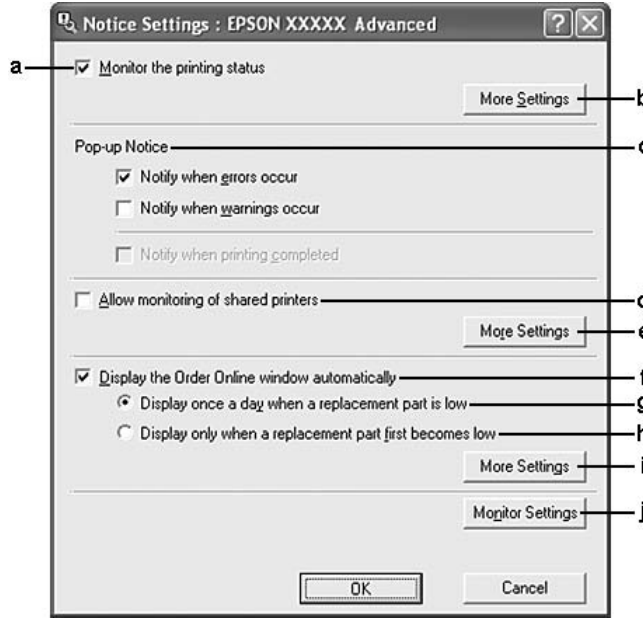 Notice Settings : EPSON XXXXX Advanced
a
Monitor the printing status
More Settings
b
Pop-up Notice
c
Notify when errors occur
Notify when warnings occur
Notify when printing completed
Allow monitoring of shared printers
d
More Settings
e
Display the Order Online window automatically
f
Display once a day when a replacement part is low
g
Display only when a replacement part first becomes low
h
More Settings
i
Monitor Settings
j
OK
Cancel